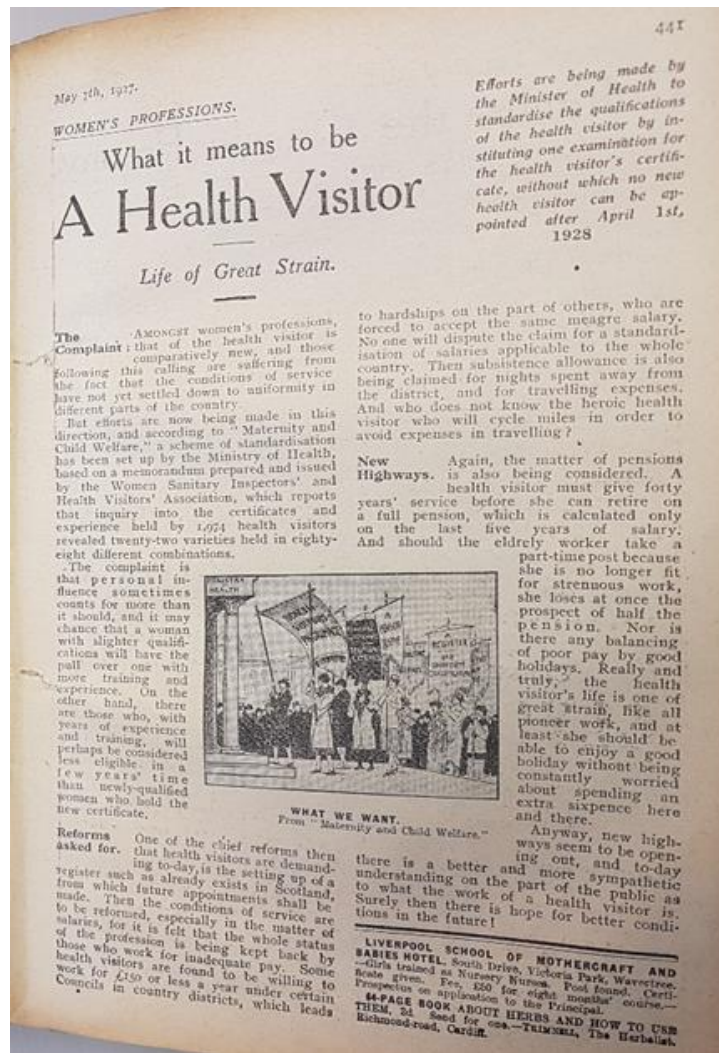 441
May 7th, 1927.
WOMEN'S PROFESSIONS.
What it means to be
A Health Visitor
Life of Great Strain.
Efforts are being made by
the Minister of Health to
standardise the qualifications
of the health visitor by in-
stituting one examination for
the health visitor's certifi-
cate, without which no new
health visitor can be ap-
pointed after April 1st,
1928
The Complaint: AMONGST women's professions,
that of the health visitor is
comparatively new, and those
following this calling are suffering from
the fact that the conditions of service
have not yet settled down to uniformity in
different parts of the country.
But efforts are now being made in this
direction, and according to "Maternity and
Child Welfare," a scheme of standardisation
has been set up by the Ministry of Health,
based on a memorandum prepared and issued
by the Women Sanitary Inspectors' and
Health Visitors' Association, which reports
that inquiry into the certificates and
experience held by 1,974 health visitors
revealed twenty-two varieties held in eighty-
eight different combinations.
The complaint is
that personal in-
fluence sometimes
counts for more than
it should, and it may
chance that a woman
with slighter qualifi-
cations will have the
pull over one with
more training and
experience. On the
other hand, there
are those who, with
years of experience
and training, will
perhaps be considered
less eligible in a
few years' time
than newly-qualified
women who hold the
new certificate.
Reforms asked for. One of the chief reforms then
that health visitors are demand-
ing to-day, is the setting up of a
register such as already exists in Scotland,
from which future appointments shall be
made. Then the conditions of service are
to be reformed, especially in the matter of
salaries, for it is felt that the whole status
of the profession is being kept back by
those who work for inadequate pay. Some
health visitors are found to be willing to
work for £150 or less a year under certain
Councils in country districts, which leads
to hardships on the part of others, who are
forced to accept the same meagre salary.
No one will dispute the claim for a standard-
isation of salaries applicable to the whole
country. Then subsistence allowance is also
being claimed for nights spent away from
the district, and for travelling expenses.
And who does not know the heroic health
visitor who will cycle miles in order to
avoid expenses in travelling?
New Highways. Again, the matter of pensions
is also being considered. A
health visitor must give forty
years' service before she can retire on
a full pension, which is calculated only
on the last five years of salary.
And should the eldrely worker take a
part-time post because
she is no longer fit
for strenuous work,
she loses at once the
prospect of half the
pension. Nor is
there any balancing
of poor pay by good
holidays. Really and
truly, the health
visitor's life is one of
great strain, like all
pioneer work, and at
least she should be
able to enjoy a good
holiday without being
constantly worried
about spending an
extra sixpence here
and there.
Anyway, new high-
ways seem to be open-
ing out, and to-day
there is a better and more sympathetic
understanding on the part of the public as
to what the work of a health visitor is.
Surely then there is hope for better condi-
tions in the future!
HEALTH
A REGISTER
WHAT WE WANT.
From "Maternity and Child Welfare."
LIVERPOOL SCHOOL OF MOTHERCRAFT AND
BABIES HOTEL, South Drive, Victoria Park, Wavertree.
—Girls trained as Nursery Nurses. Post found. Certi-
ficate given. Fee, £50 for eight months' course.—
Prospectus on application to the Principal.
64-PAGE BOOK ABOUT HERBS AND HOW TO USE
THEM, 2d. Send for one.—TRIMNELL, The Herbalist,
Richmond-road, Cardiff.